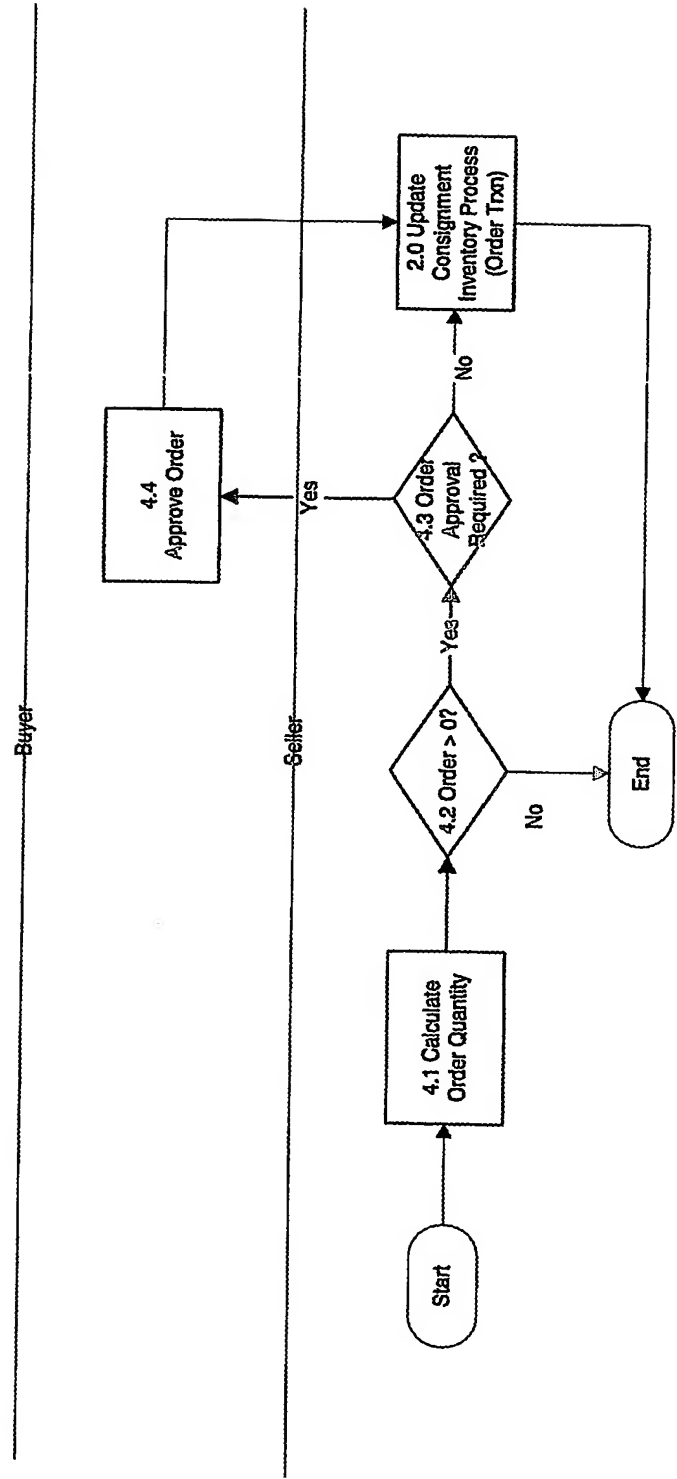 Buyer
4.4
Approve Order
Seller
Yes
Start
4.1 Calculate
Order Quantity
4.2 Order > 0?
Yes
No
4.3 Order
Approval
Required ?
No
2.0 Update
Consignment
Inventory Process
(Order Trxn)
End